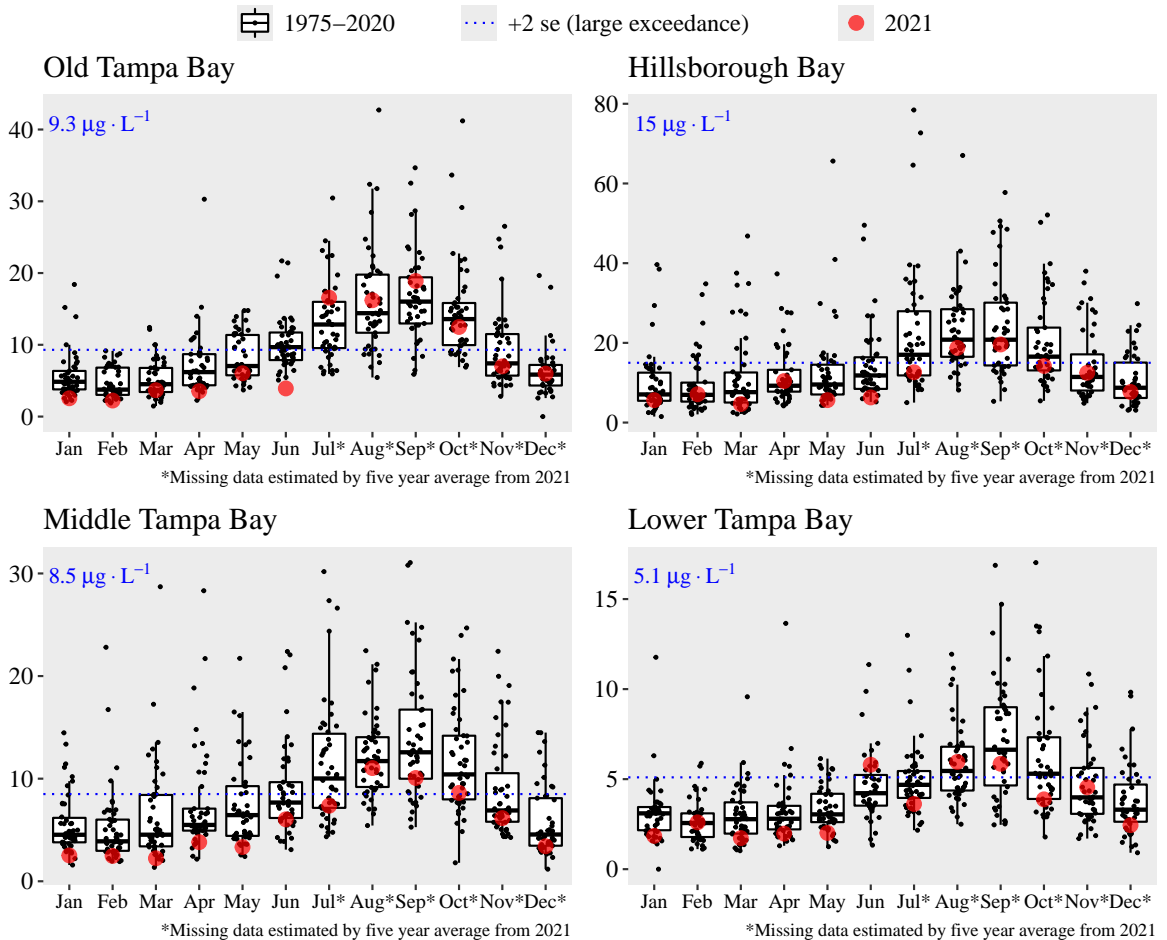 1975–2020 +2 se (large exceedance) 2021
Old Tampa Bay
9.3 µg · L⁻¹
40
30
20
10
0
Jan Feb Mar Apr May Jun Jul* Aug* Sep* Oct* Nov* Dec*
*Missing data estimated by five year average from 2021
Hillsborough Bay
15 µg · L⁻¹
80
60
40
20
0
Jan Feb Mar Apr May Jun Jul* Aug* Sep* Oct* Nov* Dec*
*Missing data estimated by five year average from 2021
Middle Tampa Bay
8.5 µg · L⁻¹
30
20
10
0
Jan Feb Mar Apr May Jun Jul* Aug* Sep* Oct* Nov* Dec*
*Missing data estimated by five year average from 2021
Lower Tampa Bay
5.1 µg · L⁻¹
15
10
5
0
Jan Feb Mar Apr May Jun Jul* Aug* Sep* Oct* Nov* Dec*
*Missing data estimated by five year average from 2021